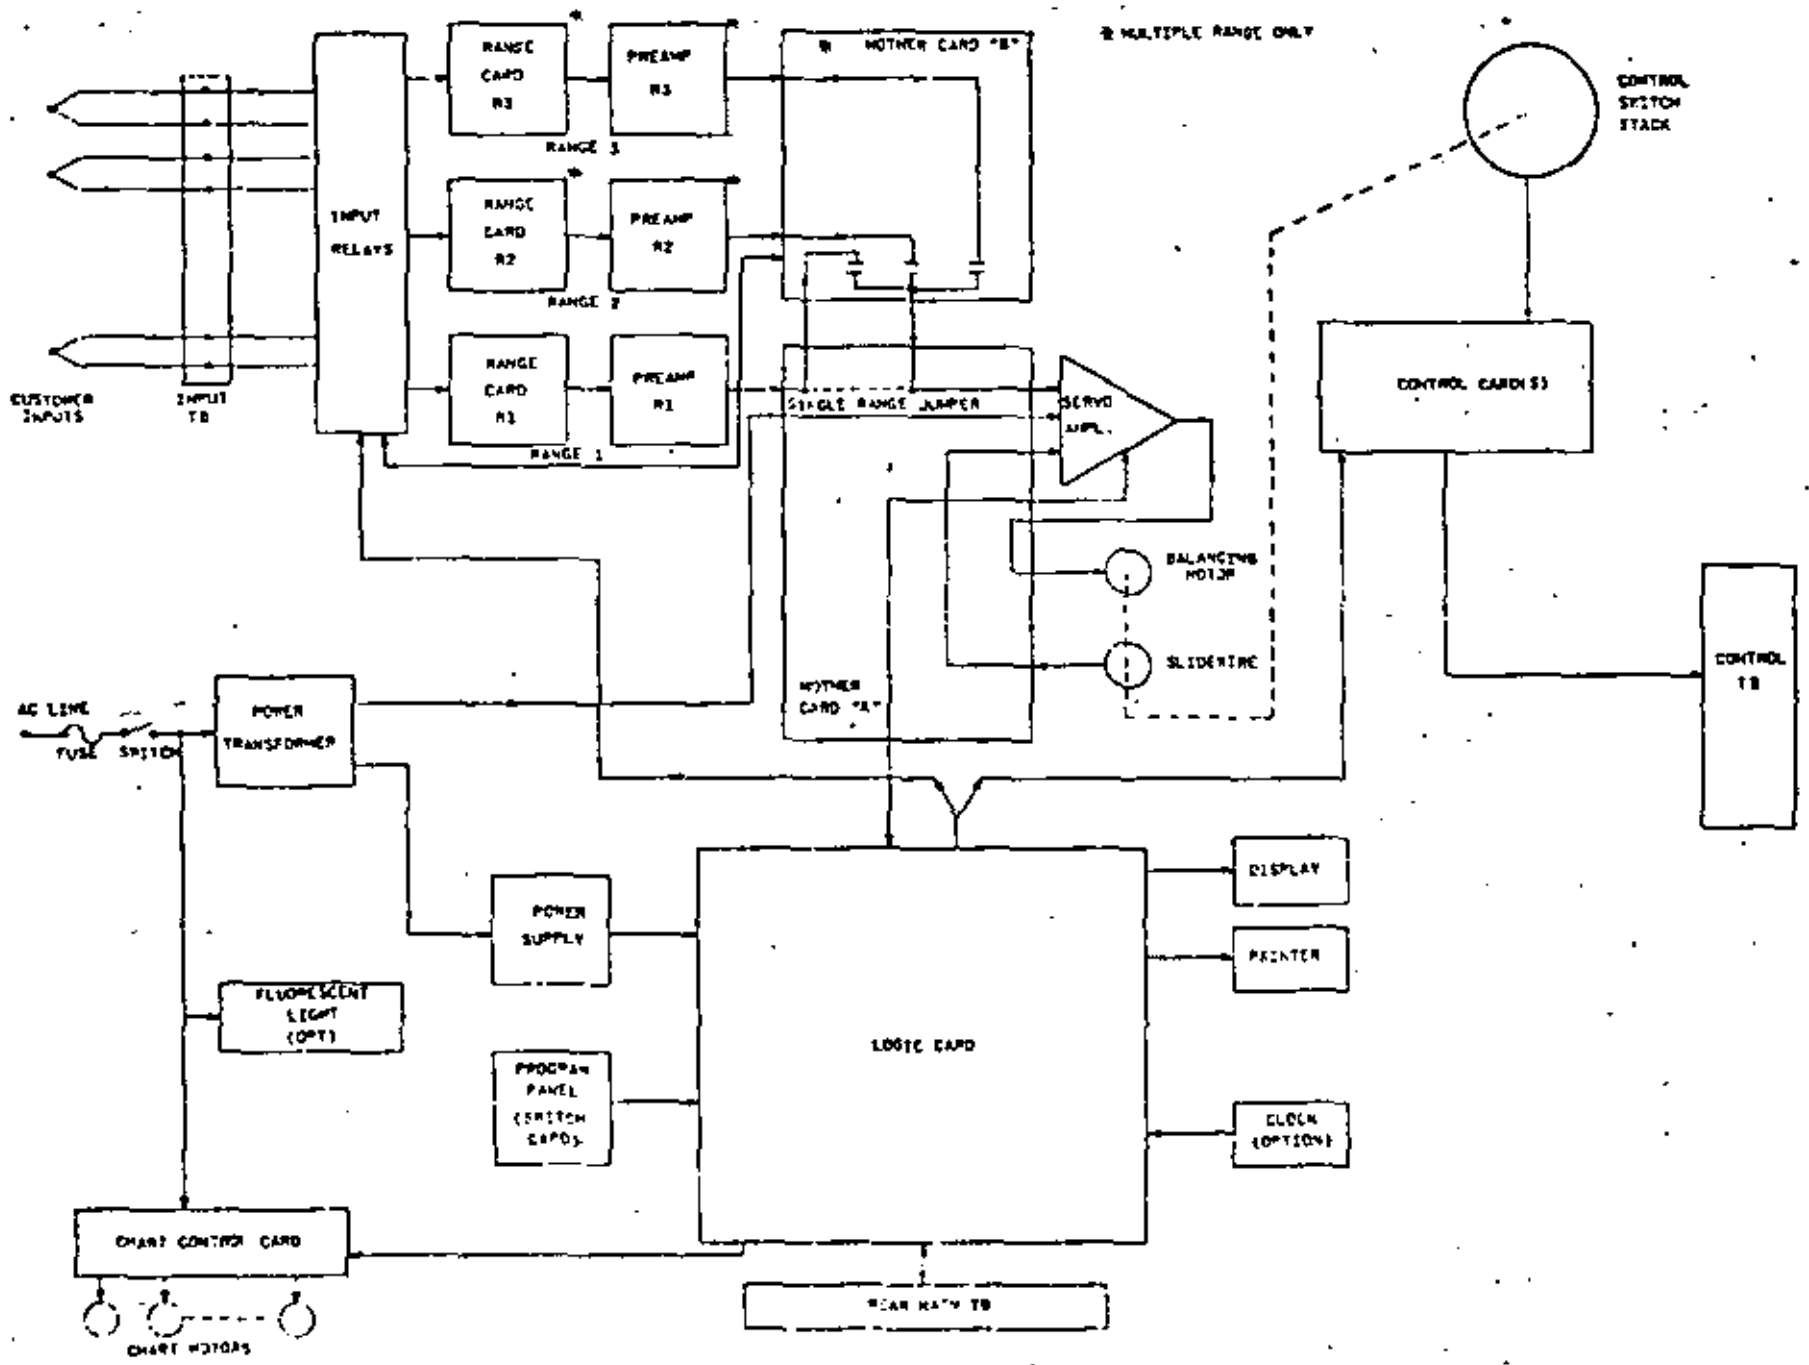 * MULTIPLE RANGE ONLY
RANGE
CARD
R3
PREAMP
R3
* MOTHER CARD "B"
CONTROL
SWITCH
STACK
RANGE 3
INPUT
RELAYS
RANGE
CARD
R2
PREAMP
R2
RANGE 2
RANGE
CARD
R1
PREAMP
R1
RANGE 1
SINGLE RANGE JUMPER
SERVO
AMPL.
CONTROL CARD(S)
CUSTOMER
INPUTS
INPUT
TB
BALANCING
MOTOR
SLIDEWIRE
MOTHER
CARD "A"
CONTROL
TB
AC LINE
FUSE
SWITCH
POWER
TRANSFORMER
POWER
SUPPLY
DISPLAY
PRINTER
FLUORESCENT
LIGHT
(OPT)
LOGIC CARD
PROGRAM
PANEL
(SWITCH
CARDS
CLOCK
(OPTION)
CHART CONTROL CARD
REAR TB
CHART MOTORS